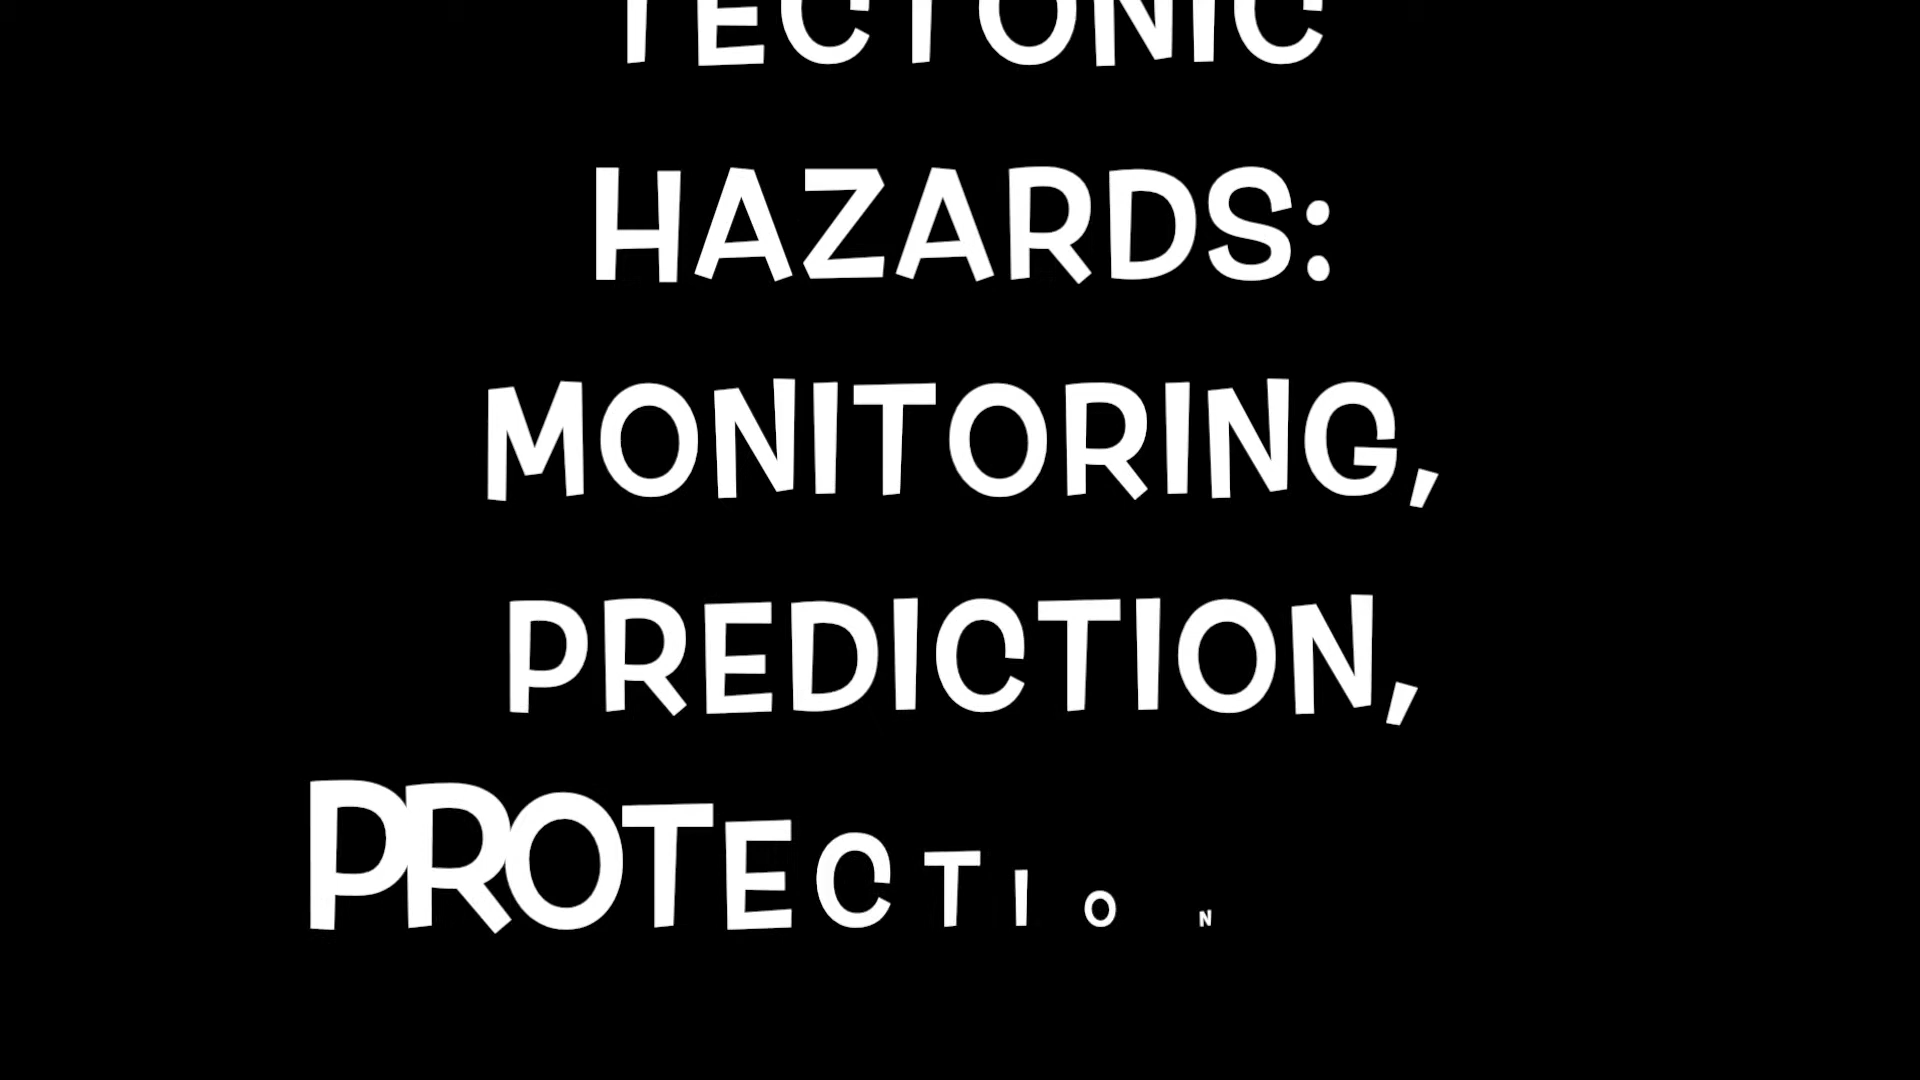 TECTONIC
HAZARDS:
MONITORING,
PREDICTION,
PROTECTION